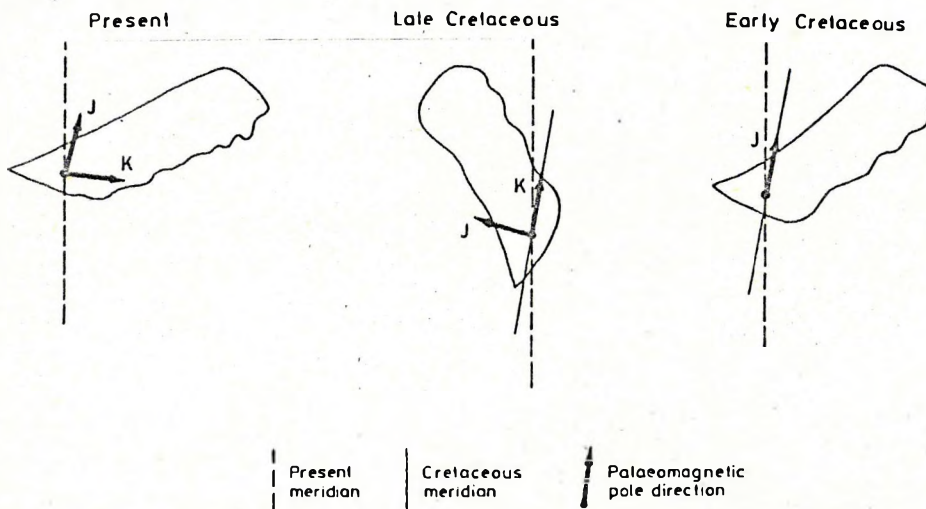 Present
Late Cretaceous
Early Cretaceous
J
K
K
J
J
Present
meridian
Cretaceous
meridian
Palaeomagnetic
pole direction